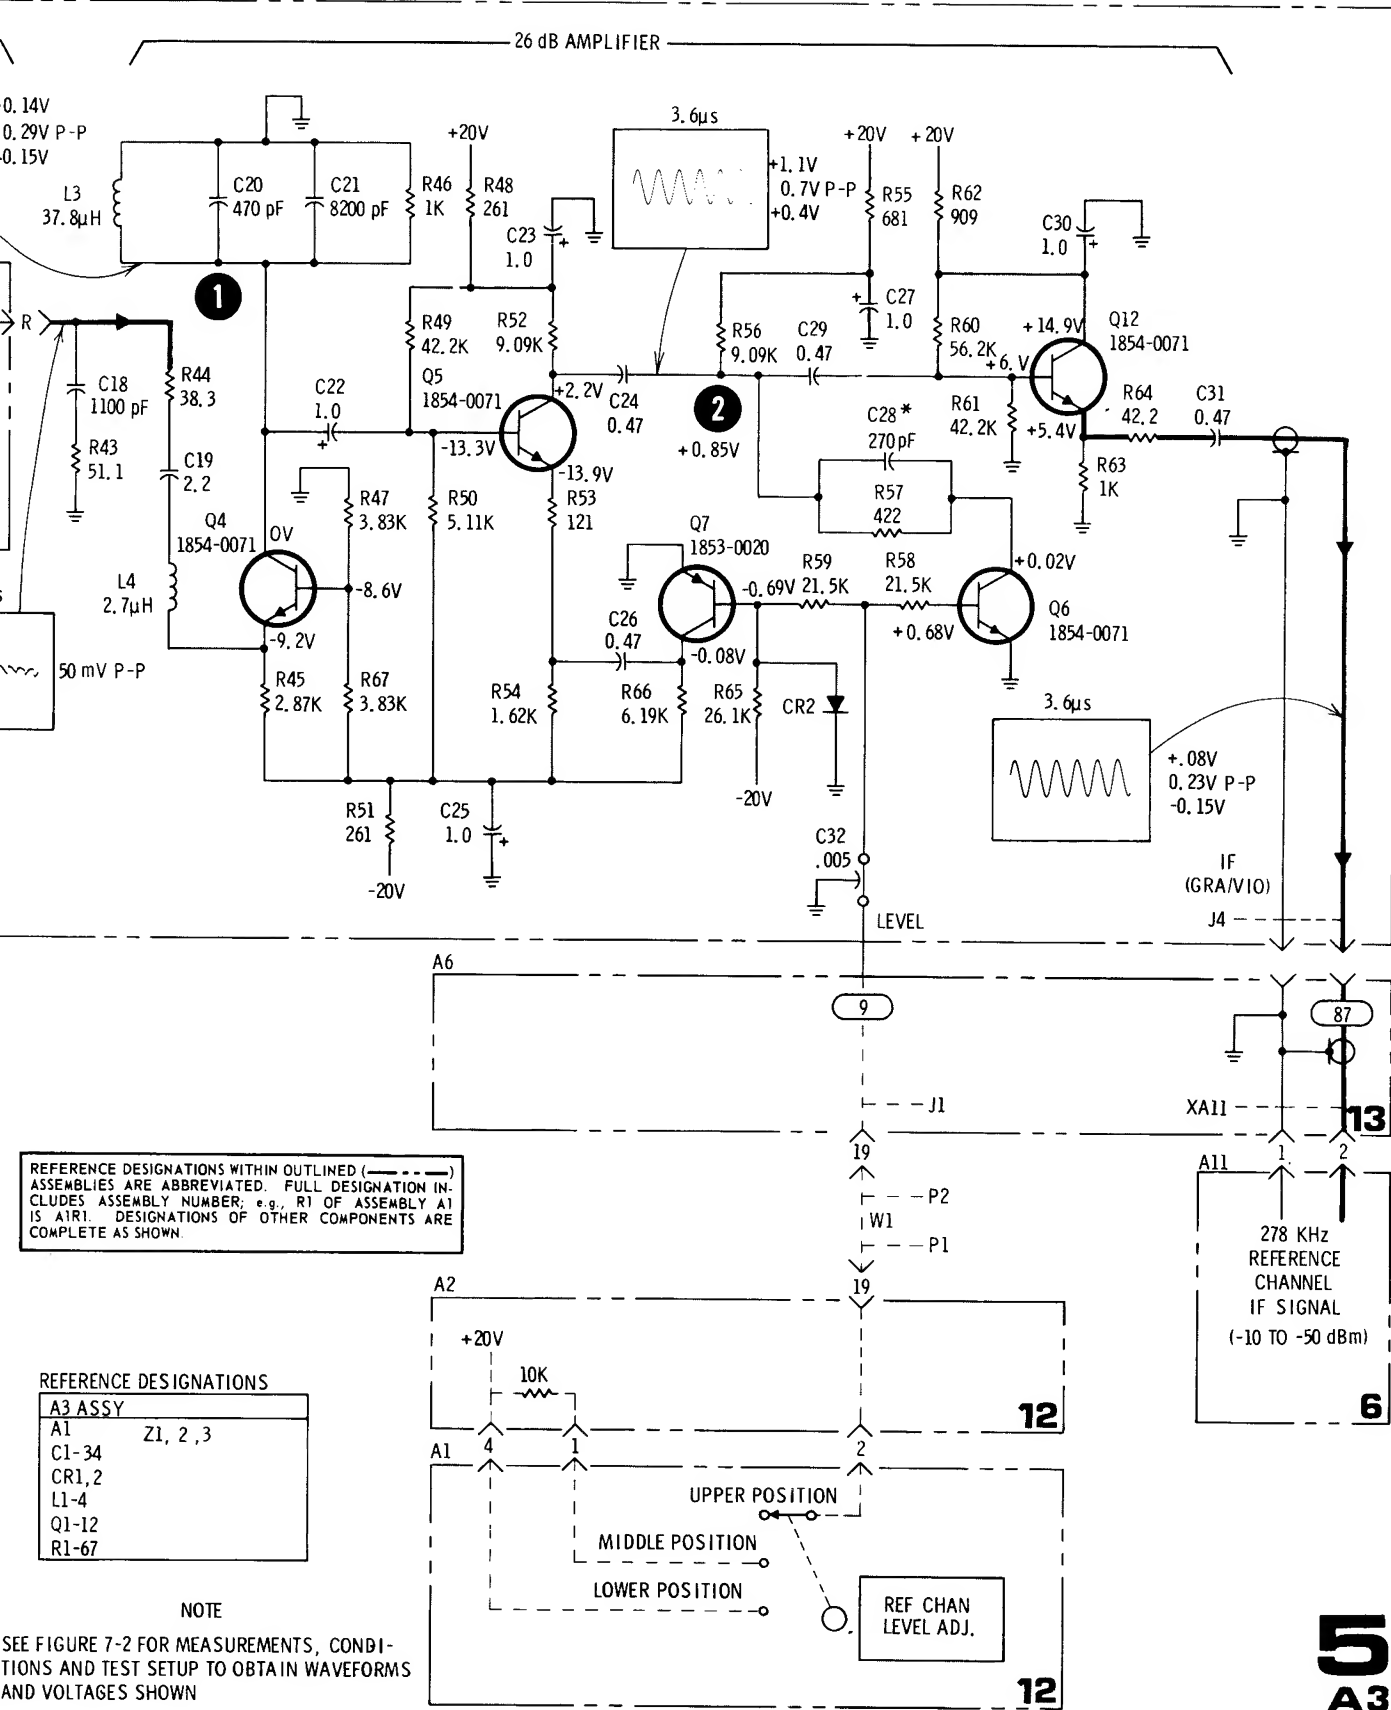 26 dB AMPLIFIER
0.14V
0.29V P-P
0.15V
L3
37.8µH
C20
470 pF
C21
8200 pF
R46
1K
+20V
R48
261
C23
1.0
+
3.6µs
+1.1V
0.7V P-P
+0.4V
+20V
R55
681
+20V
R62
909
C30
1.0
+
1
R
C18
1100 pF
R43
51.1
R44
38.3
C19
2.2
C22
1.0
+
R49
42.2K
Q5
1854-0071
R52
9.09K
+2.2V
-13.3V
-13.9V
C24
0.47
R56
9.09K
C29
0.47
+
C27
1.0
2
+0.85V
R60
56.2K
+14.9V
+6.V
Q12
1854-0071
R61
42.2K
+5.4V
R64
42.2
C31
0.47
R63
1K
C28*
270pF
R57
422
Q4
1854-0071
0V
R47
3.83K
R50
5.11K
R53
121
Q7
1853-0020
R59
21.5K
R58
21.5K
+0.02V
-0.69V
+0.68V
Q6
1854-0071
L4
2.7µH
-8.6V
-9.2V
C26
0.47
-0.08V
50 mV P-P
R45
2.87K
R67
3.83K
R54
1.62K
R66
6.19K
R65
26.1K
CR2
-20V
3.6µs
+.08V
0.23V P-P
-0.15V
R51
261
-20V
C25
1.0
+
C32
.005
LEVEL
IF
(GRA/VIO)
J4
A6
9
87
J1
XA11
13
19
1
2
A11
REFERENCE DESIGNATIONS WITHIN OUTLINED (—--—)
ASSEMBLIES ARE ABBREVIATED. FULL DESIGNATION IN-
CLUDES ASSEMBLY NUMBER; e.g., R1 OF ASSEMBLY A1
IS A1R1. DESIGNATIONS OF OTHER COMPONENTS ARE
COMPLETE AS SHOWN.
P2
W1
P1
19
278 KHz
REFERENCE
CHANNEL
IF SIGNAL
(-10 TO -50 dBm)
6
A2
+20V
10K
12
4
1
2
A1
UPPER POSITION
MIDDLE POSITION
LOWER POSITION
REF CHAN
LEVEL ADJ.
12
REFERENCE DESIGNATIONS
A3 ASSY
A1 Z1, 2 ,3
C1-34
CR1,2
L1-4
Q1-12
R1-67
NOTE
SEE FIGURE 7-2 FOR MEASUREMENTS, CONDI-
TIONS AND TEST SETUP TO OBTAIN WAVEFORMS
AND VOLTAGES SHOWN
5
A3